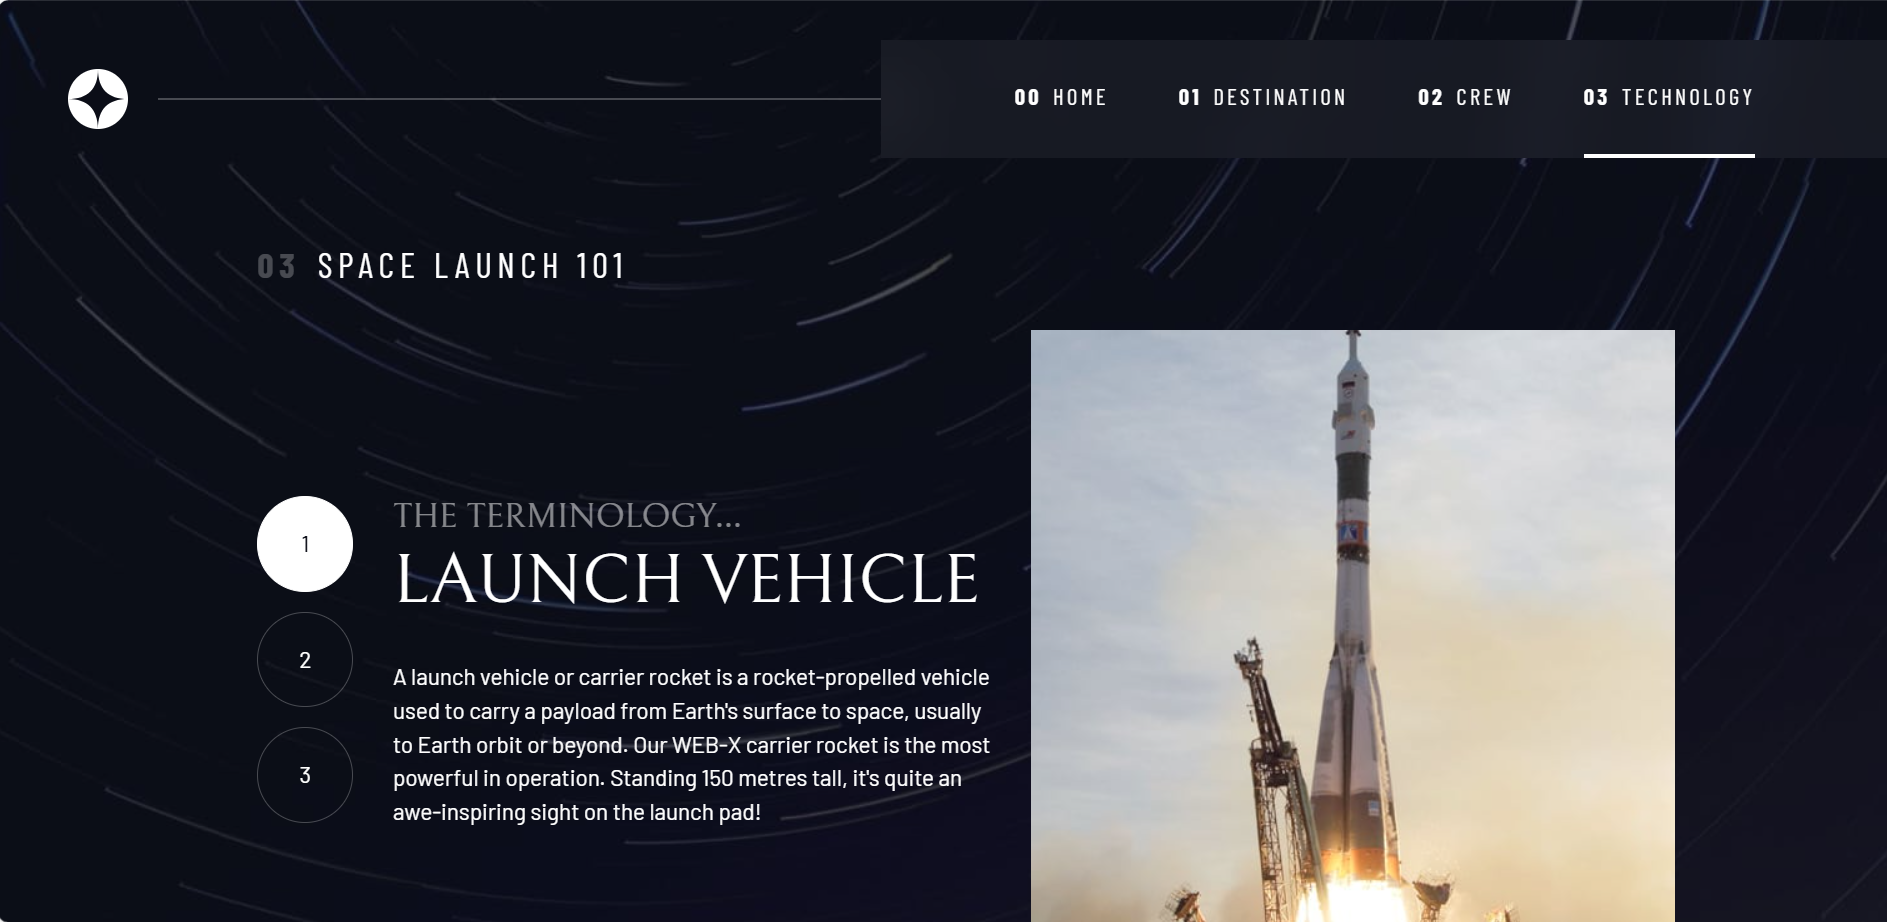 00 HOME 01 DESTINATION 02 CREW 03 TECHNOLOGY
03 SPACE LAUNCH 101
1
2
3
THE TERMINOLOGY...
LAUNCH VEHICLE
A launch vehicle or carrier rocket is a rocket-propelled vehicle
used to carry a payload from Earth's surface to space, usually
to Earth orbit or beyond. Our WEB-X carrier rocket is the most
powerful in operation. Standing 150 metres tall, it's quite an
awe-inspiring sight on the launch pad!